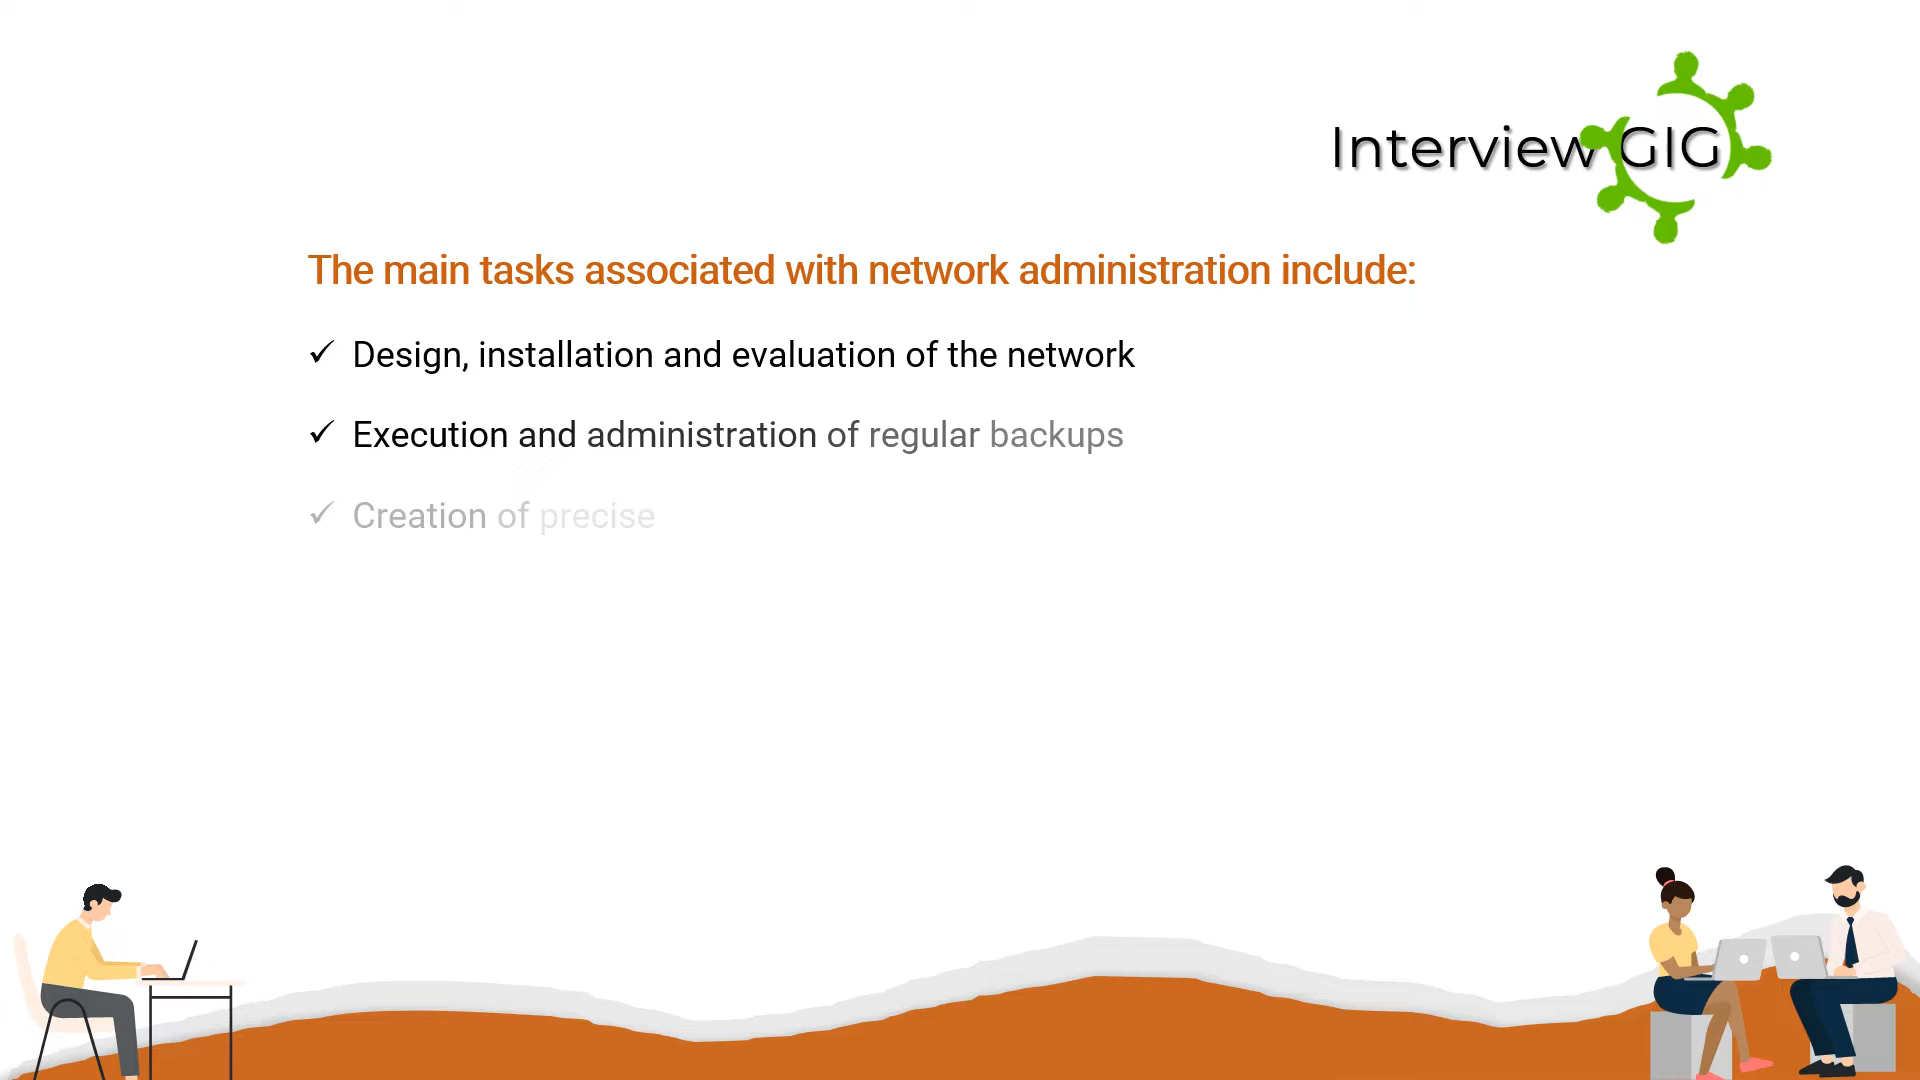 Interview GIG
The main tasks associated with network administration include:
✓ Design, installation and evaluation of the network
✓ Execution and administration of regular backups
✓ Creation of precise